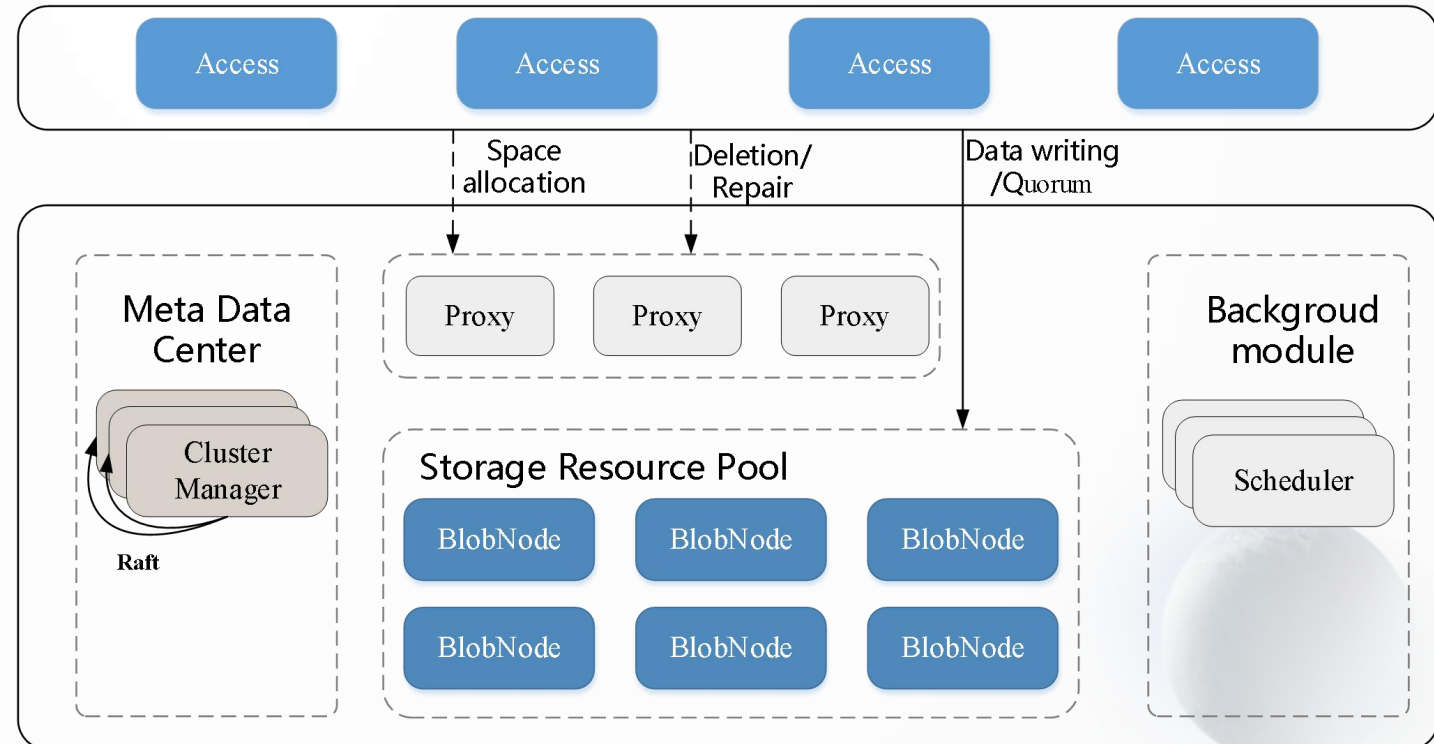 Access
Access
Access
Access
Space
allocation
Deletion/
Repair
Data writing
/Quorum
Meta Data
Center
Cluster
Manager
Raft
Proxy
Proxy
Proxy
Storage Resource Pool
BlobNode
BlobNode
BlobNode
BlobNode
BlobNode
BlobNode
Backgroud
module
Scheduler